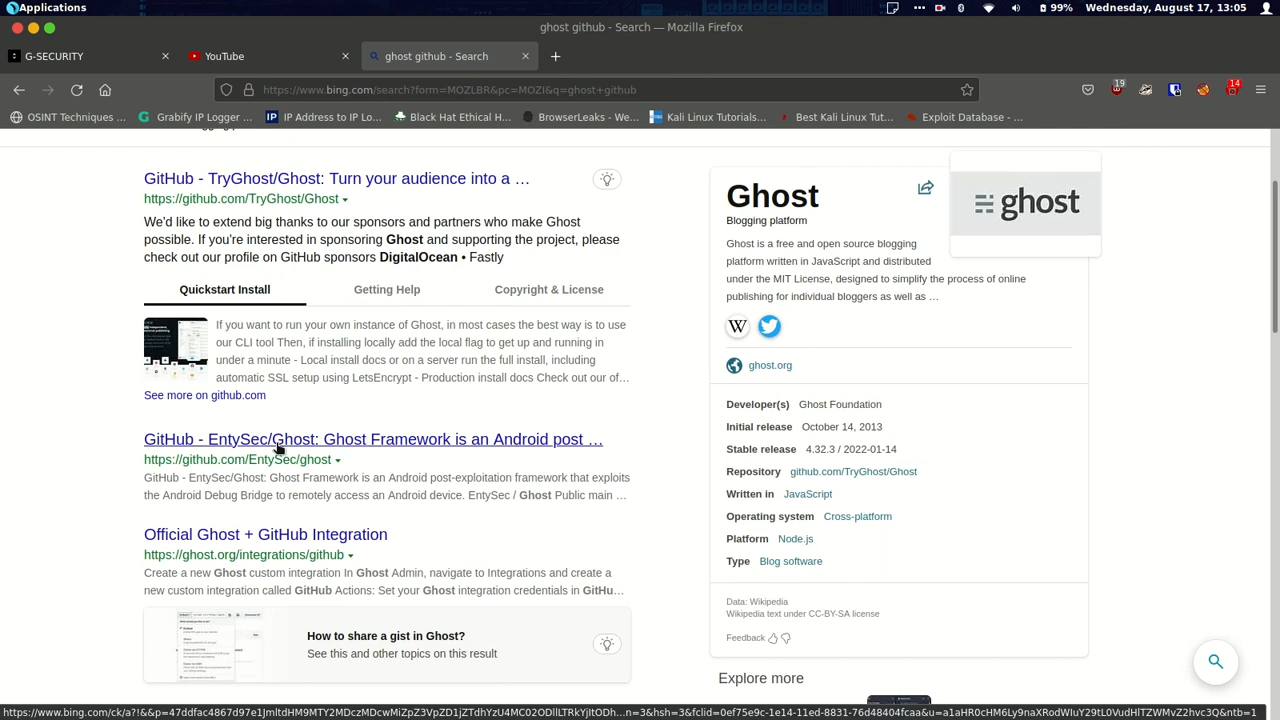 Applications
99% Wednesday, August 17, 13:05
ghost github - Search — Mozilla Firefox
G-SECURITY
YouTube
ghost github - Search
https://www.bing.com/search?form=MOZLBR&pc=MOZI&q=ghost+github
19
14
OSINT Techniques ...
Grabify IP Logger ...
IP Address to IP Lo...
Black Hat Ethical H...
BrowserLeaks - We...
Kali Linux Tutorials...
Best Kali Linux Tut...
Exploit Database - ...
GitHub - TryGhost/Ghost: Turn your audience into a ...
https://github.com/TryGhost/Ghost
We'd like to extend big thanks to our sponsors and partners who make Ghost
possible. If you're interested in sponsoring Ghost and supporting the project, please
check out our profile on GitHub sponsors DigitalOcean • Fastly
Quickstart Install
Getting Help
Copyright & License
If you want to run your own instance of Ghost, in most cases the best way is to use
our CLI tool Then, if installing locally add the local flag to get up and running in
under a minute - Local install docs or on a server run the full install, including
automatic SSL setup using LetsEncrypt - Production install docs Check out our of...
See more on github.com
GitHub - EntySec/Ghost: Ghost Framework is an Android post ...
https://github.com/EntySec/ghost
GitHub - EntySec/Ghost: Ghost Framework is an Android post-exploitation framework that exploits
the Android Debug Bridge to remotely access an Android device. EntySec / Ghost Public main ...
Official Ghost + GitHub Integration
https://ghost.org/integrations/github
Create a new Ghost custom integration In Ghost Admin, navigate to Integrations and create a
new custom integration called GitHub Actions: Set your Ghost integration credentials in GitHu...
How to show a gist in Ghost?
See this and other topics on this result
Ghost
Blogging platform
ghost
Ghost is a free and open source blogging
platform written in JavaScript and distributed
under the MIT License, designed to simplify the process of online
publishing for individual bloggers as well as ...
W
ghost.org
Developer(s) Ghost Foundation
Initial release October 14, 2013
Stable release 4.32.3 / 2022-01-14
Repository github.com/TryGhost/Ghost
Written in JavaScript
Operating system Cross-platform
Platform Node.js
Type Blog software
Data: Wikipedia
Wikipedia text under CC-BY-SA license
Feedback
Explore more